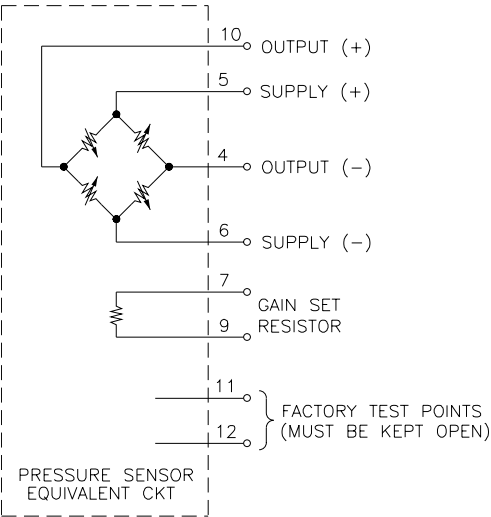 10 OUTPUT (+)
5 SUPPLY (+)
4 OUTPUT (-)
6 SUPPLY (-)
7
GAIN SET
RESISTOR
9
11
FACTORY TEST POINTS
(MUST BE KEPT OPEN)
12
PRESSURE SENSOR
EQUIVALENT CKT